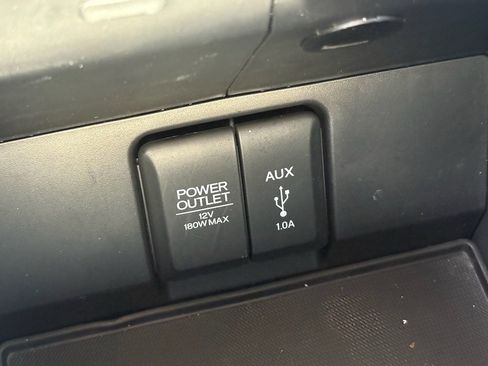 POWER
OUTLET
12V
180W MAX
AUX
1.0A